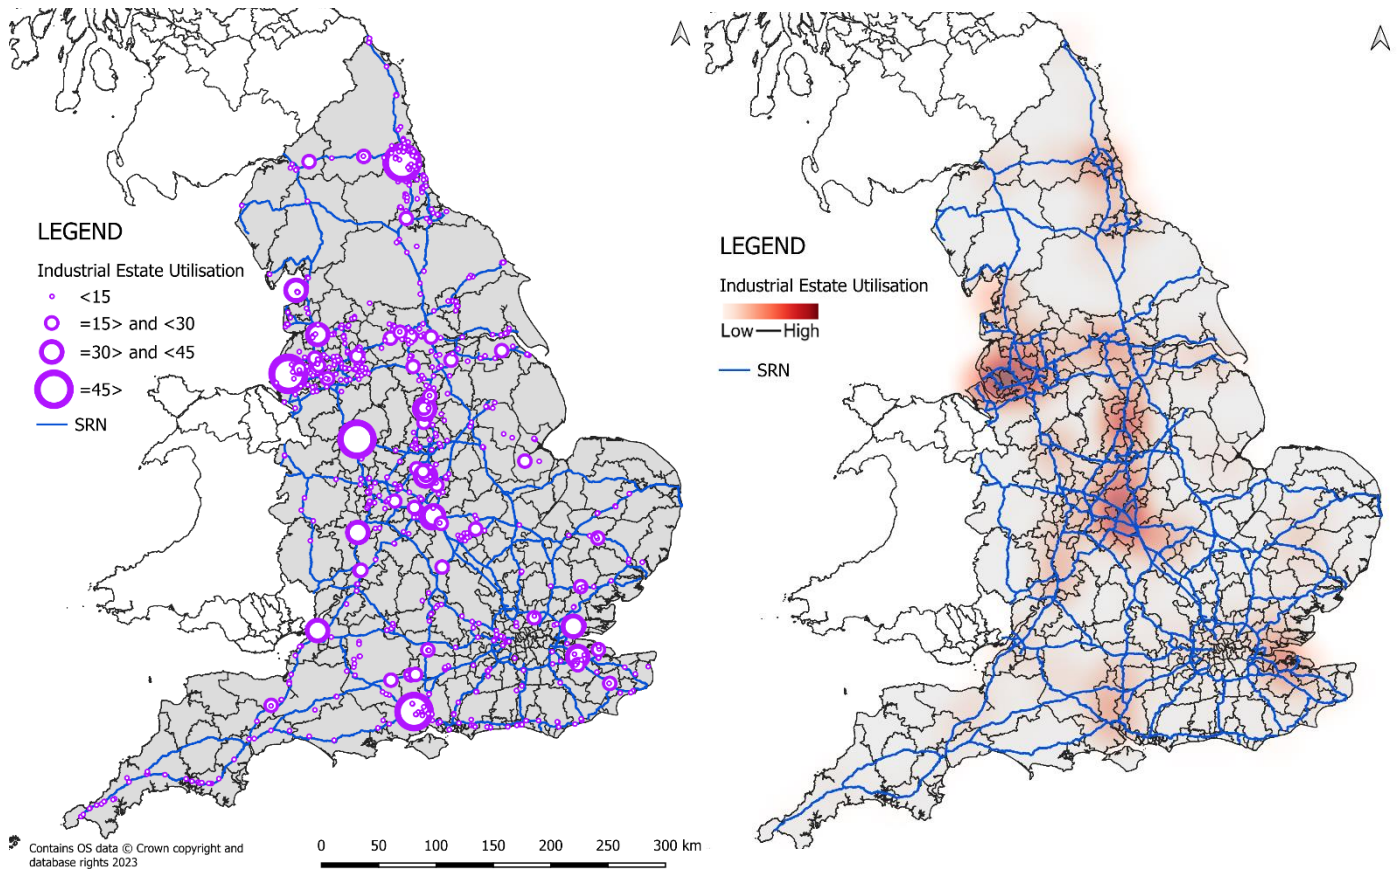 LEGEND
Industrial Estate Utilisation
<15
=15> and <30
=30> and <45
=45>
SRN
Contains OS data © Crown copyright and
database rights 2023
0 50 100 150 200 250 300 km
LEGEND
Industrial Estate Utilisation
Low High
SRN